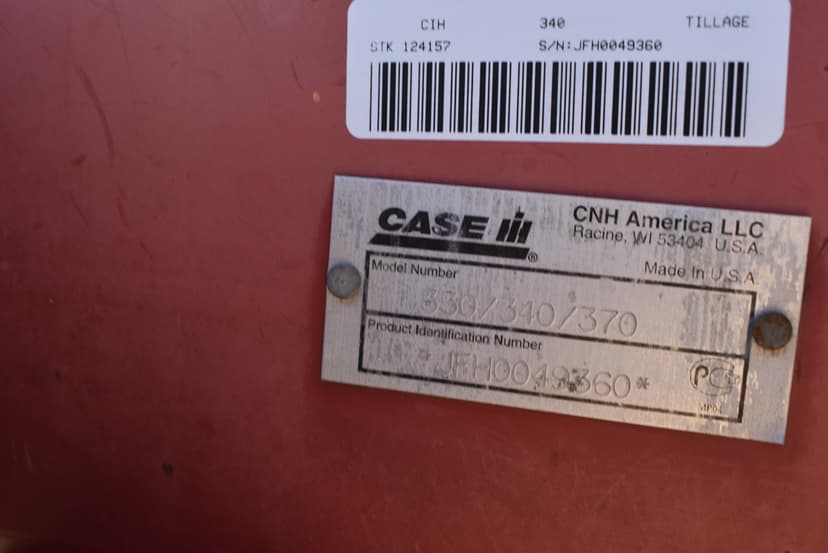 CIH 340 TILLAGE
STK 124157 S/N:JFH0049360
CASE IH®
CNH America LLC
Racine, WI 53404 U.S.A.
Made In U.S.A.
Model Number
330/340/370
Product Identification Number
*JFH0049360*
MP04